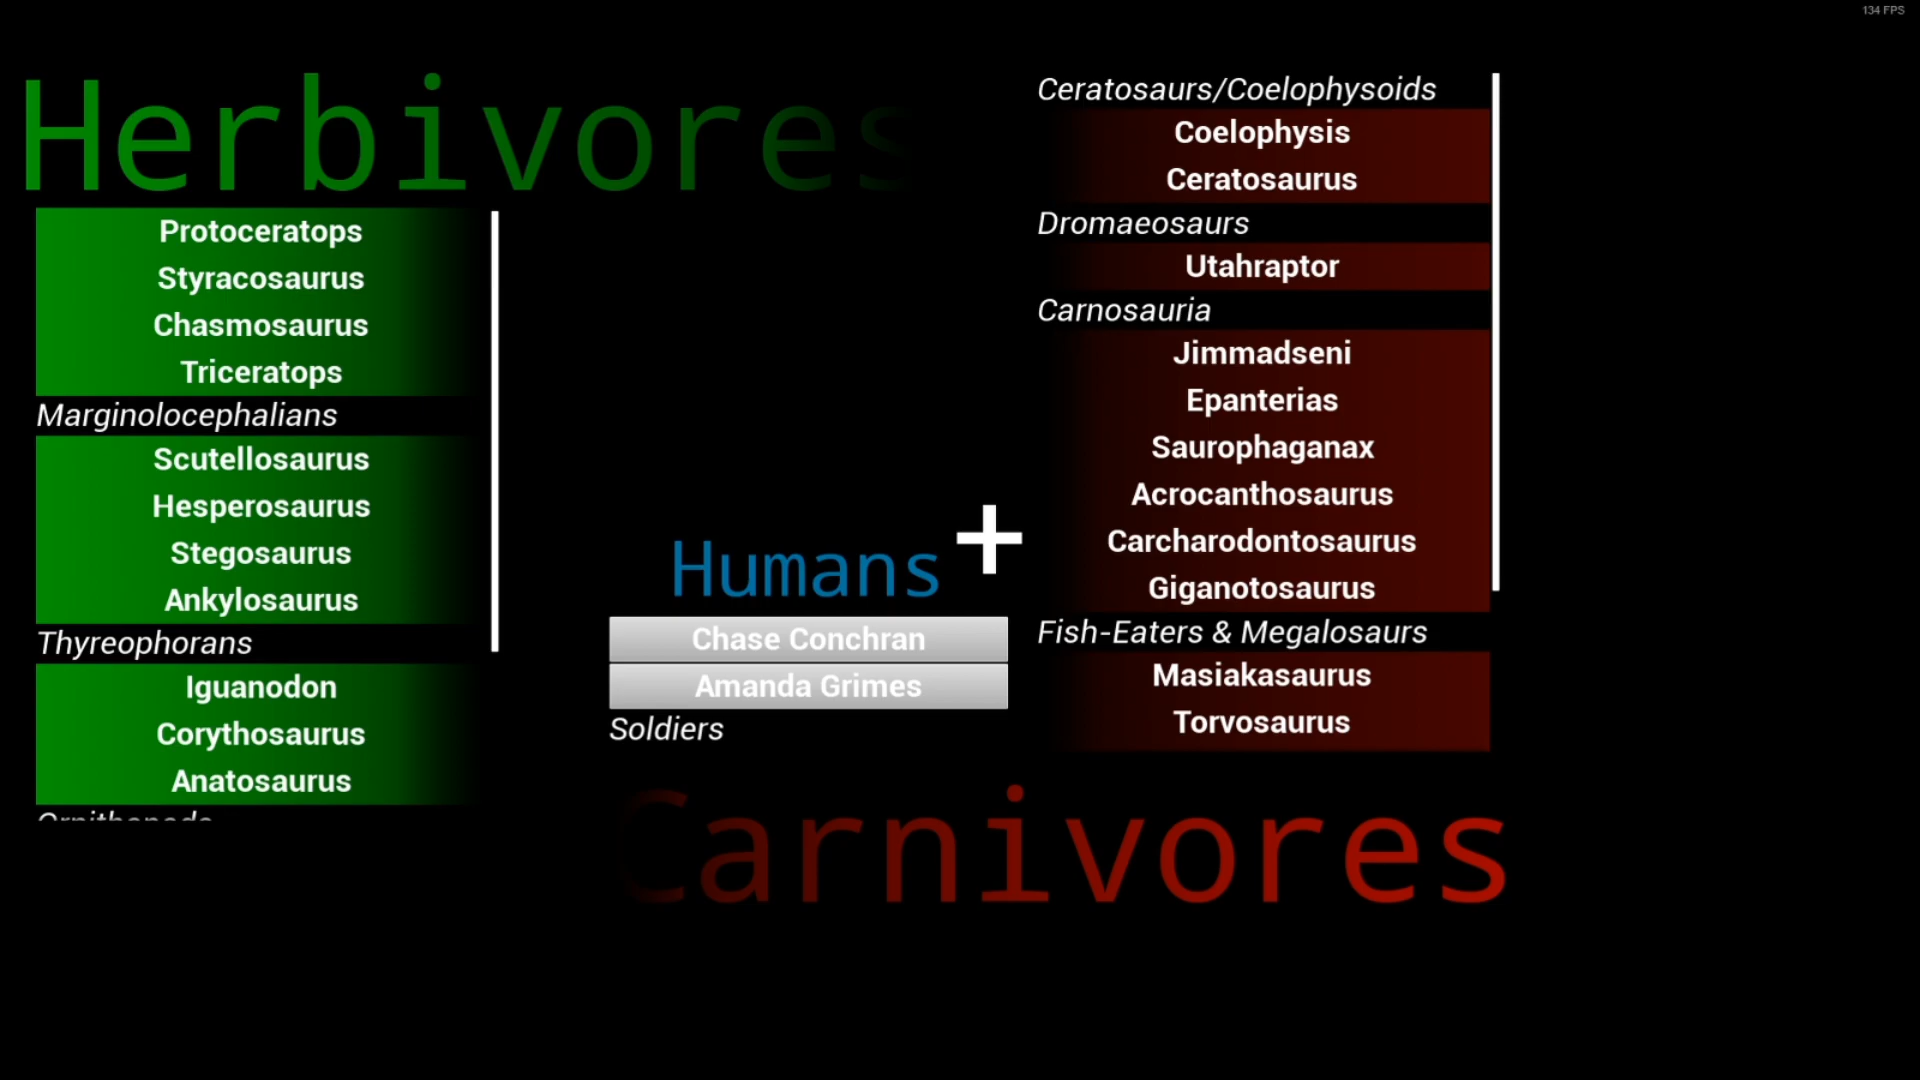 134 FPS
Herbivores
Protoceratops
Styracosaurus
Chasmosaurus
Triceratops
Marginolocephalians
Scutellosaurus
Hesperosaurus
Stegosaurus
Ankylosaurus
Thyreophorans
Iguanodon
Corythosaurus
Anatosaurus
Humans
+
Chase Conchran
Amanda Grimes
Soldiers
Ceratosaurs/Coelophysoids
Coelophysis
Ceratosaurus
Dromaeosaurs
Utahraptor
Carnosauria
Jimmadseni
Epanterias
Saurophaganax
Acrocanthosaurus
Carcharodontosaurus
Giganotosaurus
Fish-Eaters & Megalosaurs
Masiakasaurus
Torvosaurus
Carnivores